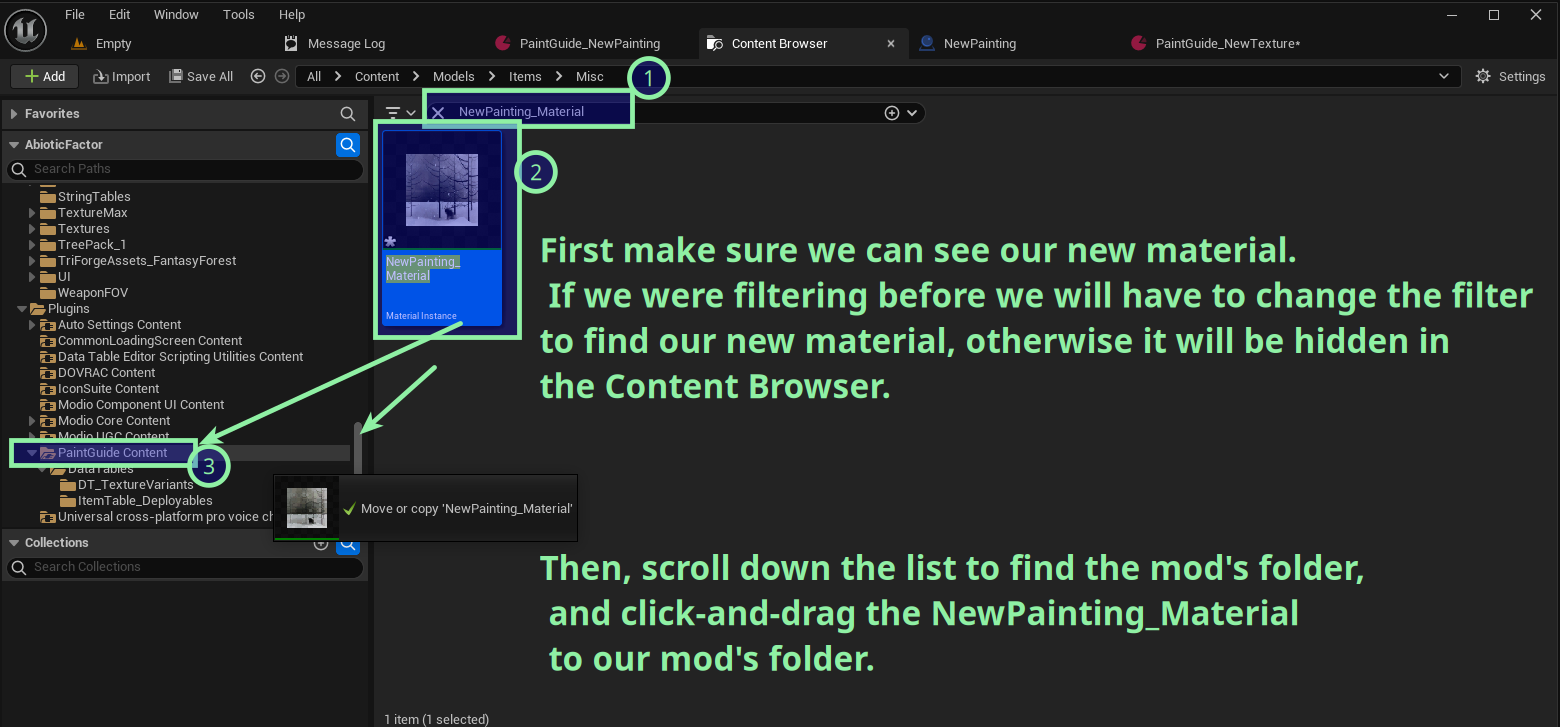 File Edit Window Tools Help
Empty Message Log PaintGuide_NewPainting Content Browser NewPainting PaintGuide_NewTexture*
Add Import Save All All Content Models Items Misc Settings
1
Favorites
NewPainting_Material
AbioticFactor
Search Paths
2
StringTables
TextureMax
Textures
TreePack_1
TriForgeAssets_FantasyForest
UI
WeaponFOV
Plugins
Auto Settings Content
CommonLoadingScreen Content
Data Table Editor Scripting Utilities Content
DOVRAC Content
IconSuite Content
Modio Component UI Content
Modio Core Content
Modio UGC Content
PaintGuide Content
3
DataTables
DT_TextureVariants
ItemTable_Deployables
Universal cross-platform pro voice
Collections
Search Collections
NewPainting_
Material
Material Instance
First make sure we can see our new material.
If we were filtering before we will have to change the filter
to find our new material, otherwise it will be hidden in
the Content Browser.
Move or copy 'NewPainting_Material'
Then, scroll down the list to find the mod's folder,
and click-and-drag the NewPainting_Material
to our mod's folder.
1 item (1 selected)